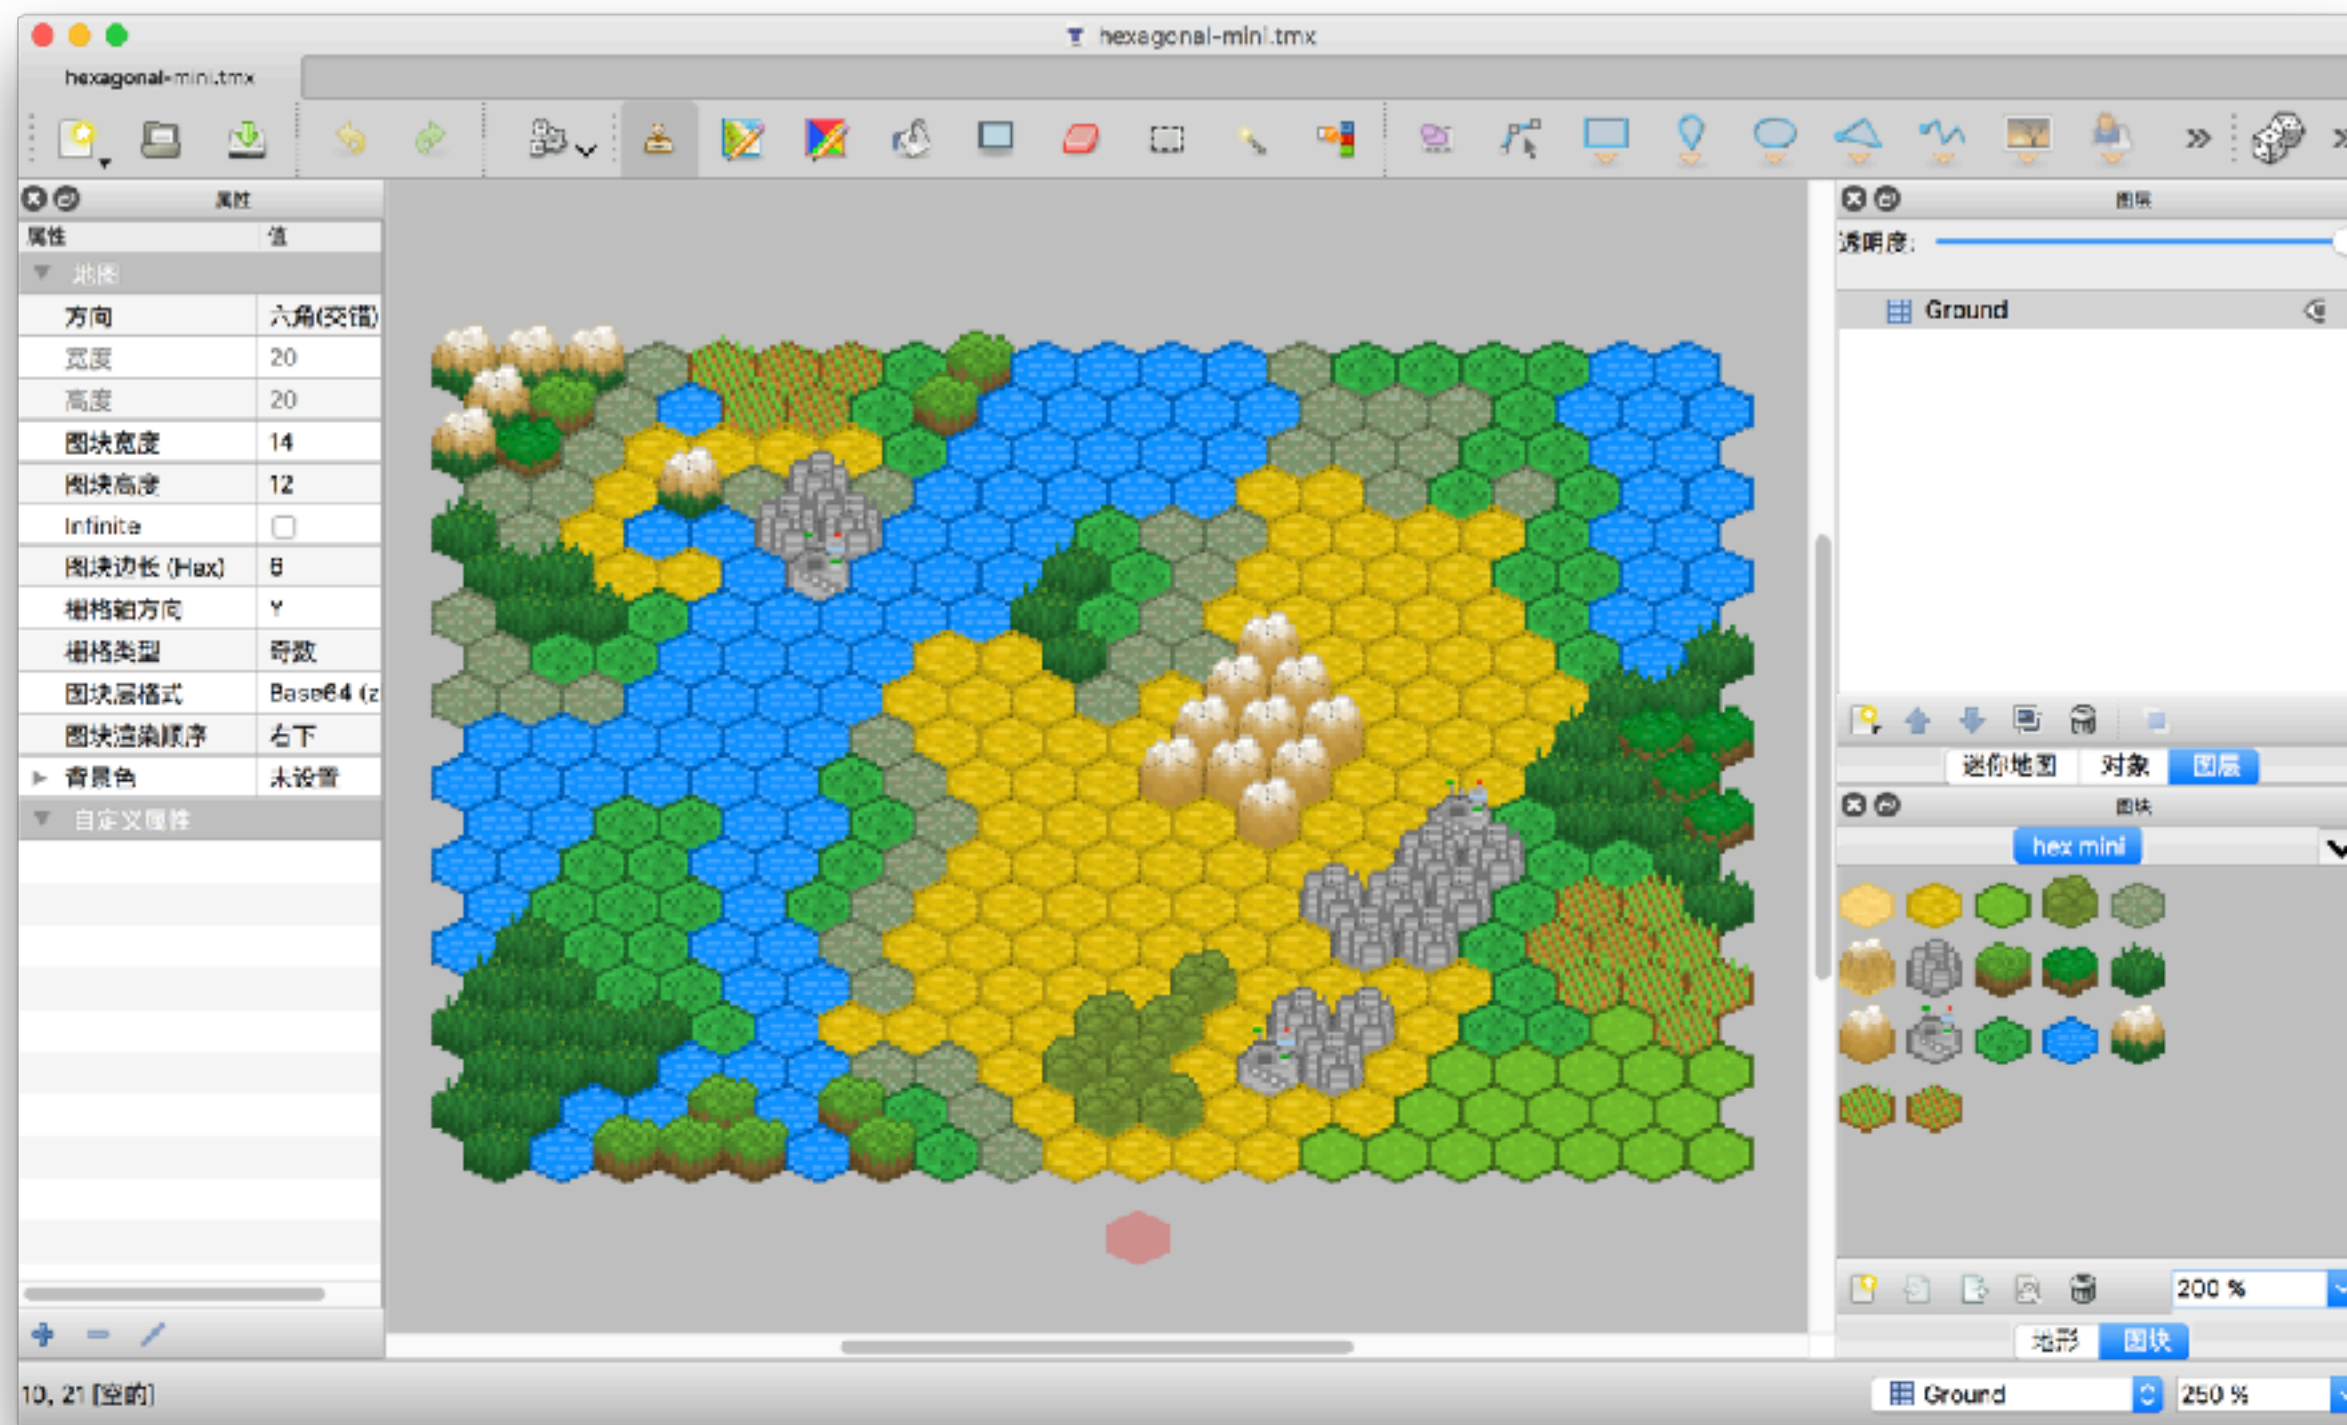 hexagonal-mini.tmx
hexagonal-mini.tmx
属性
属性 值
地图
方向 六角(交错)
宽度 20
高度 20
图块宽度 14
图块高度 12
Infinite
图块边长 (Hex) 6
栅格轴方向 Y
栅格类型 奇数
图块层格式 Base64 (z
图块渲染顺序 右下
背景色 未设置
自定义属性
图层
透明度:
Ground
迷你地图 对象 图层
图块
hex mini
200 %
地形 图块
10, 21 [空的]
Ground 250 %